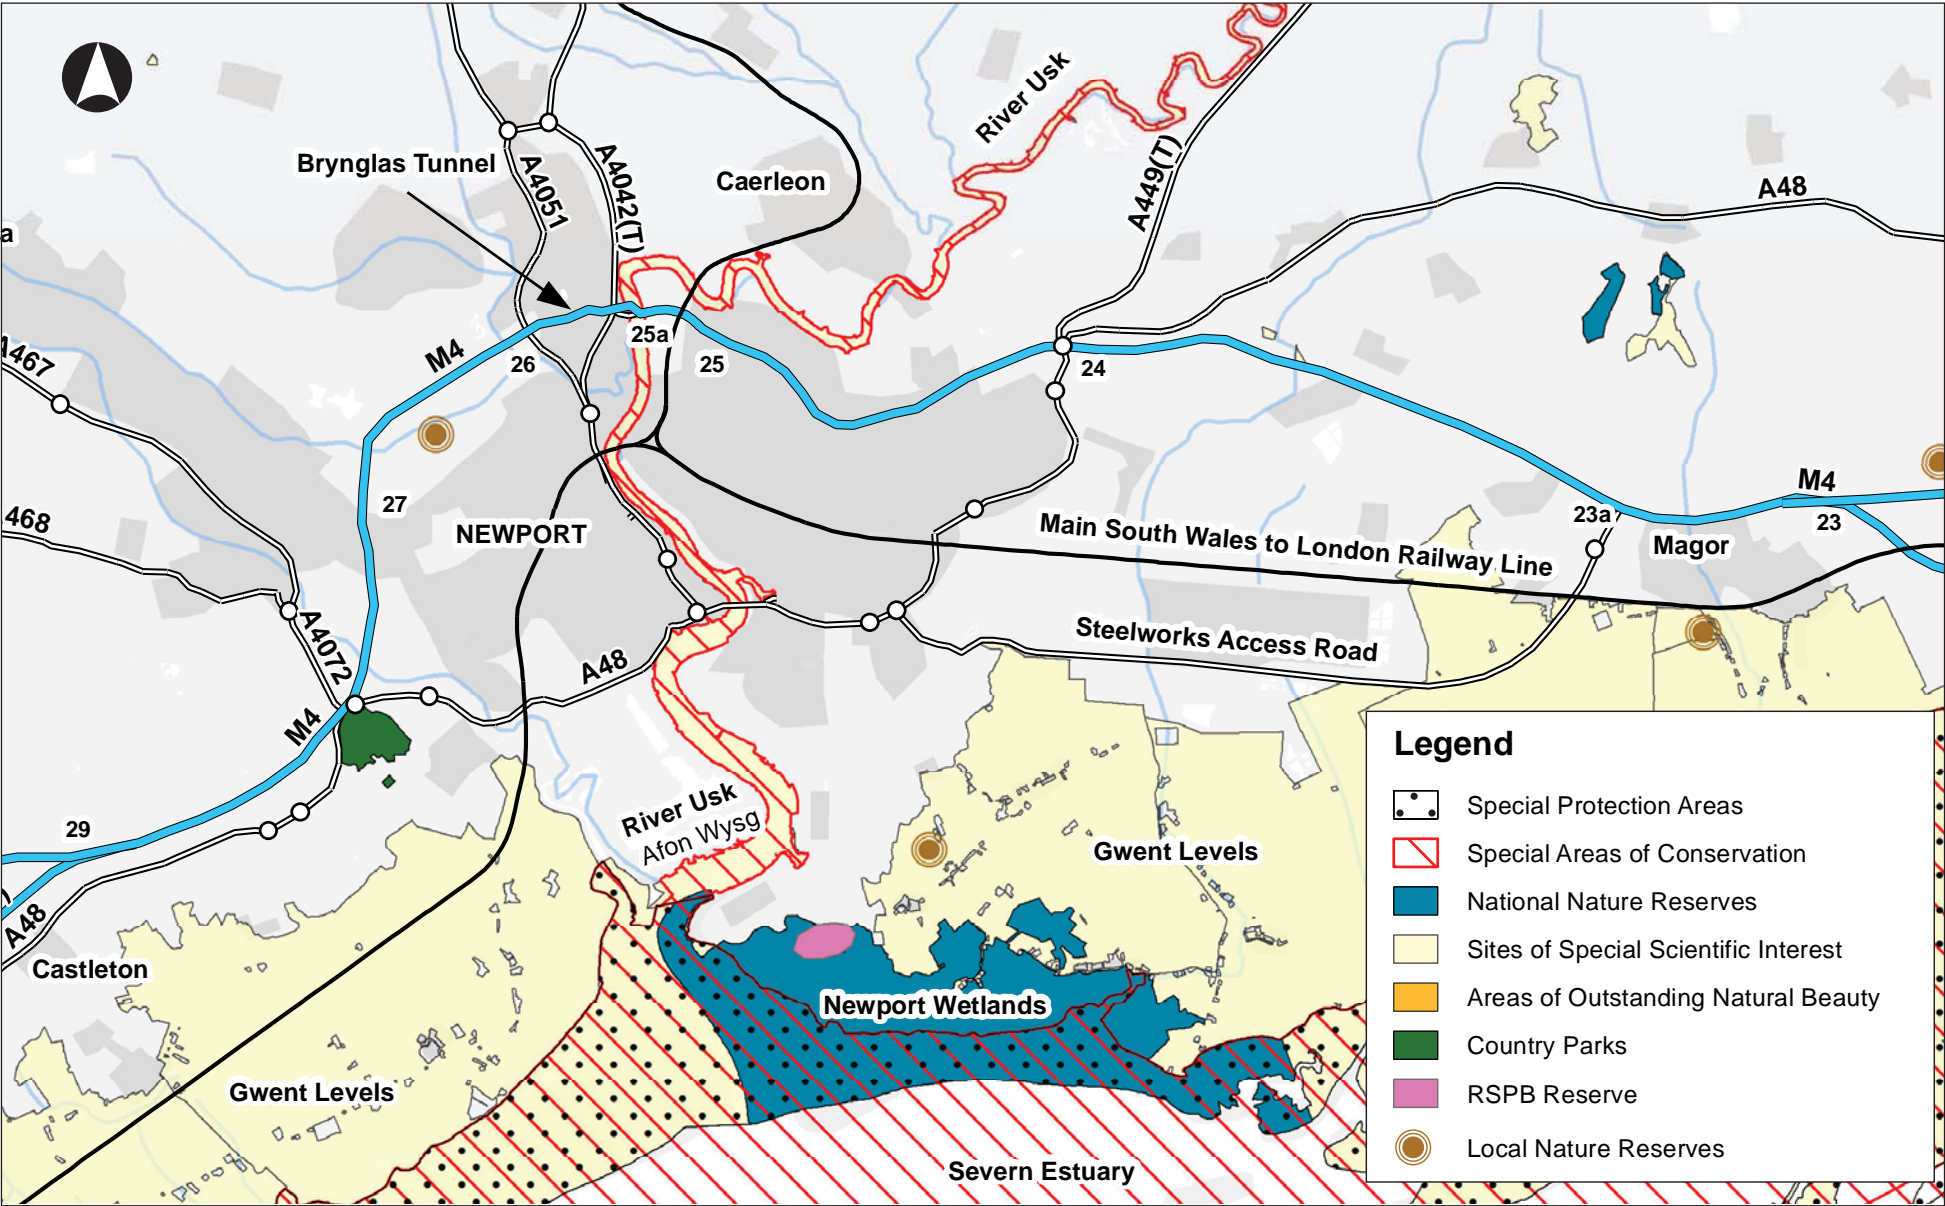 River Usk
Brynglas Tunnel
A4051
A4042(T)
Caerleon
A449(T)
A48
a
A467
M4
26
25a
25
24
27
468
NEWPORT
Main South Wales to London Railway Line
23a
M4
23
Magor
A4072
A48
Steelworks Access Road
M4
29
River Usk
Afon Wysg
Gwent Levels
A48
Castleton
Newport Wetlands
Gwent Levels
Severn Estuary
Legend
Special Protection Areas
Special Areas of Conservation
National Nature Reserves
Sites of Special Scientific Interest
Areas of Outstanding Natural Beauty
Country Parks
RSPB Reserve
Local Nature Reserves